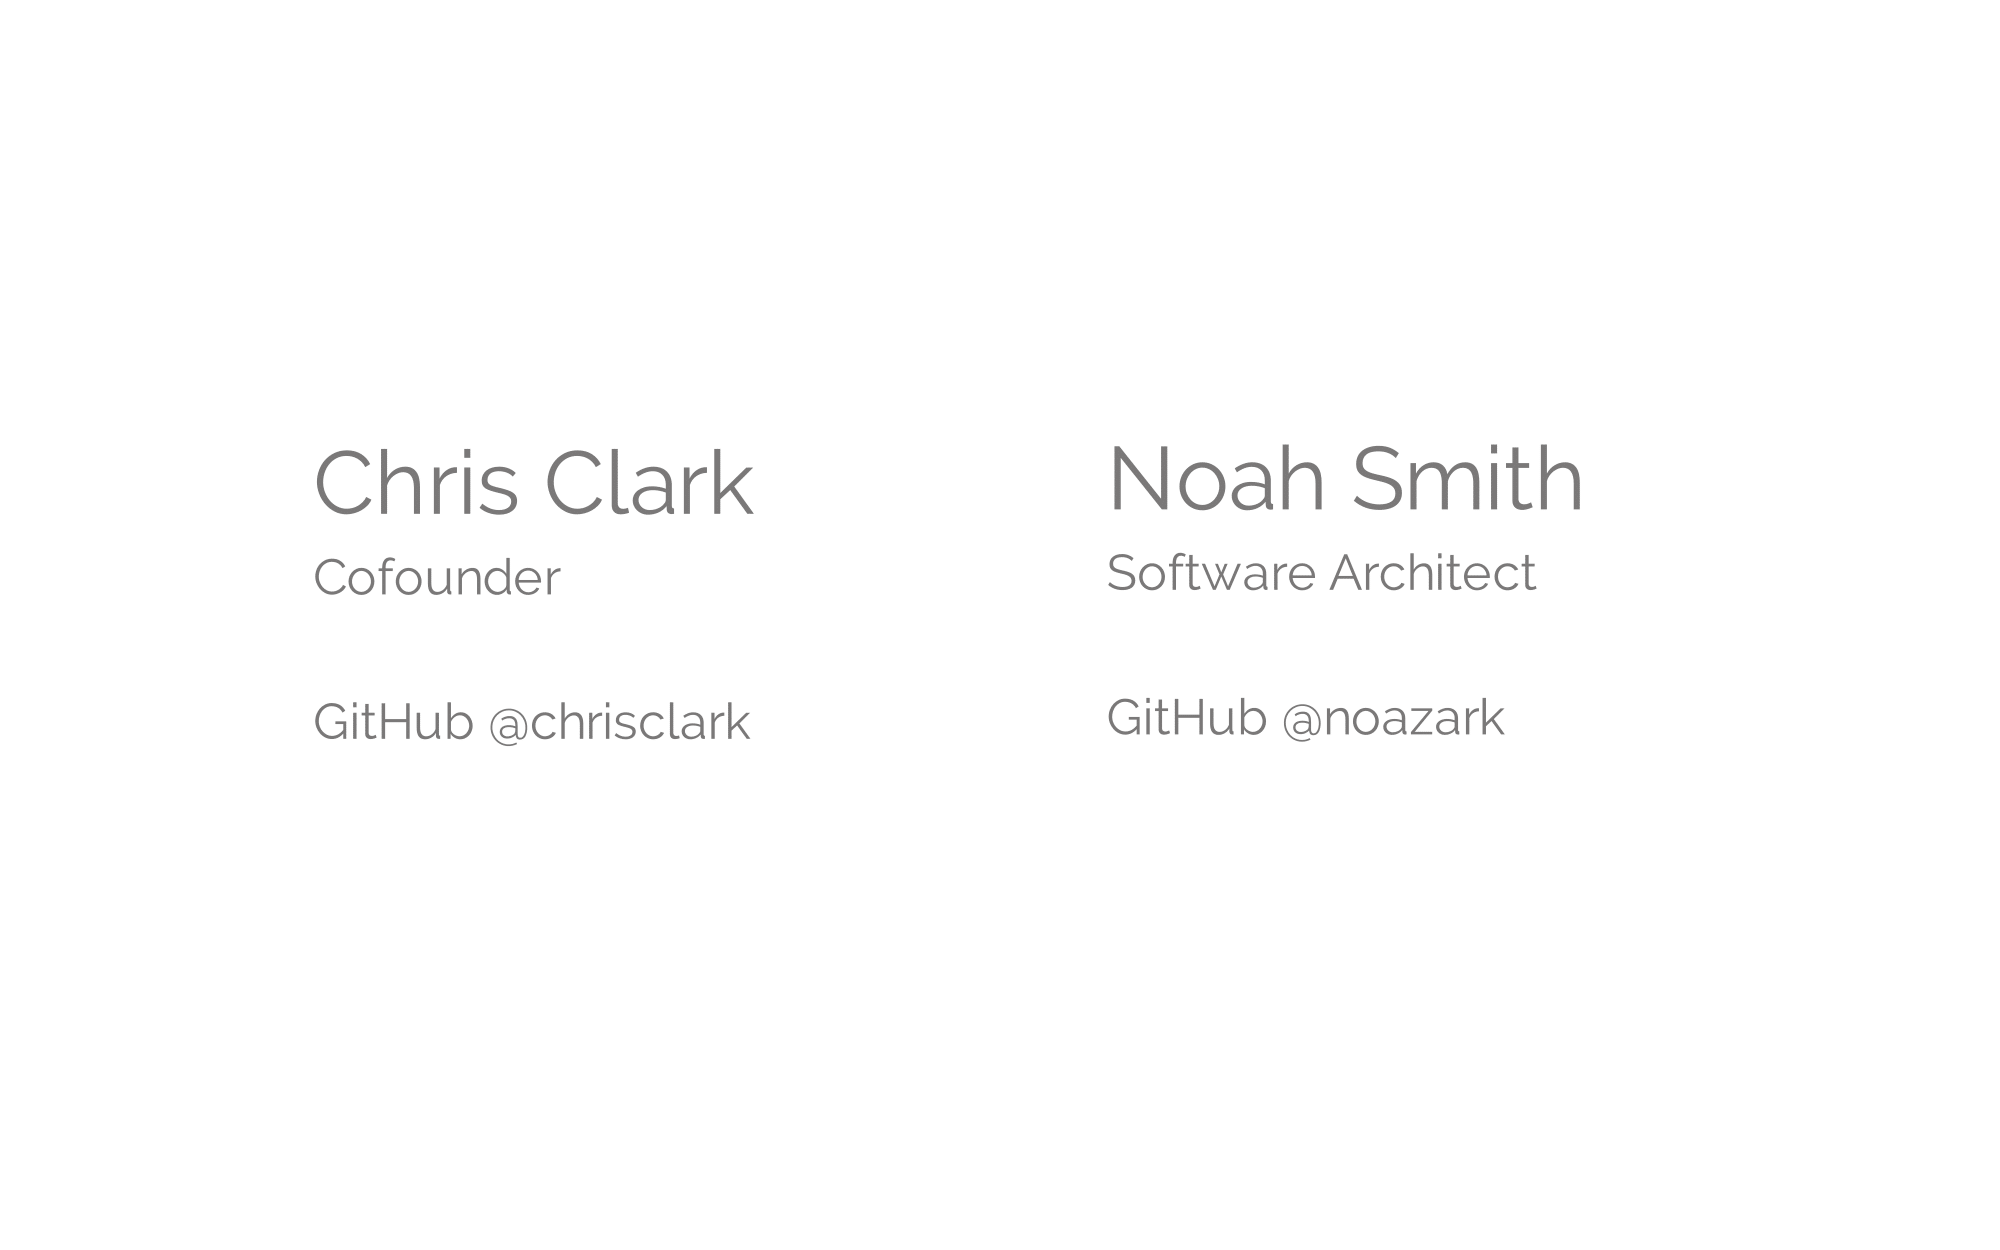 Chris Clark
Cofounder
GitHub @chrisclark
Noah Smith
Software Architect
GitHub @noazark